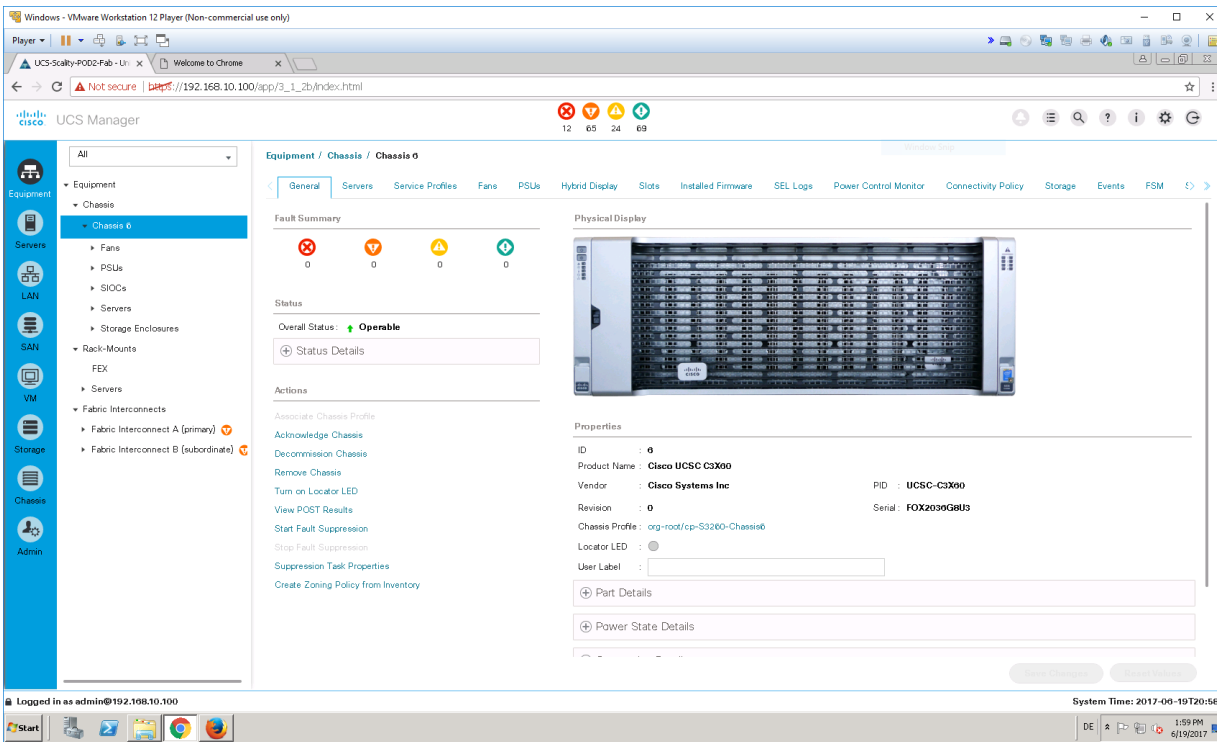 Windows - VMware Workstation 12 Player (Non-commercial use only)
Player
UCS-Scality-POD2-Fab - Un
Welcome to Chrome
Not secure | https://192.168.10.100/app/3_1_2b/index.html
CISCO UCS Manager
12 65 24 69
Equipment
Servers
LAN
SAN
VM
Storage
Chassis
Admin
All
Equipment
Chassis
Chassis 6
Fans
PSUs
SIOCs
Servers
Storage Enclosures
Rack-Mounts
FEX
Servers
Fabric Interconnects
Fabric Interconnect A (primary)
Fabric Interconnect B (subordinate)
Equipment / Chassis / Chassis 6
General Servers Service Profiles Fans PSUs Hybrid Display Slots Installed Firmware SEL Logs Power Control Monitor Connectivity Policy Storage Events FSM
Fault Summary
0 0 0 0
Status
Overall Status : Operable
Status Details
Actions
Associate Chassis Profile
Acknowledge Chassis
Decommission Chassis
Remove Chassis
Turn on Locator LED
View POST Results
Start Fault Suppression
Stop Fault Suppression
Suppression Task Properties
Create Zoning Policy from Inventory
Physical Display
Properties
ID : 6
Product Name : Cisco UCSC C3X60
Vendor : Cisco Systems Inc PID : UCSC-C3X60
Revision : 0 Serial : FOX2036G8U3
Chassis Profile : org-root/cp-S3260-Chassis6
Locator LED :
User Label :
Part Details
Power State Details
Save Changes Reset Values
Logged in as admin@192.168.10.100
System Time: 2017-06-19T20:58
Start
DE
1:59 PM
6/19/2017